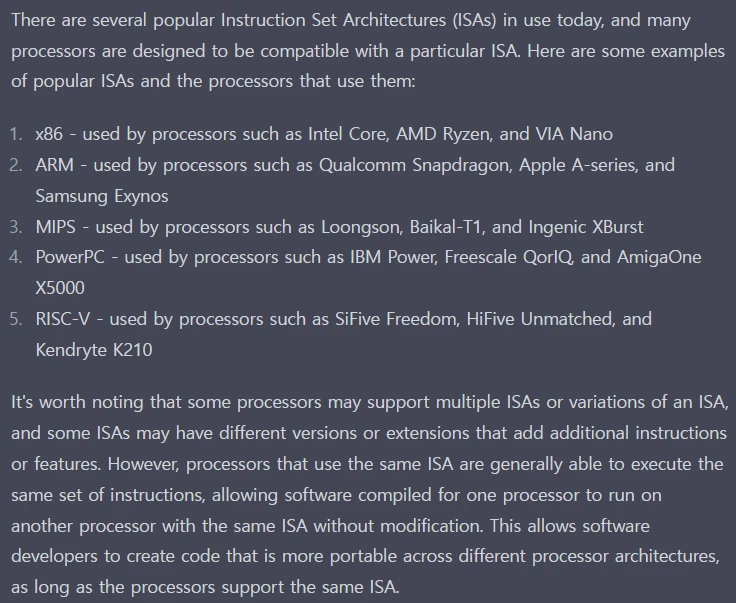 There are several popular Instruction Set Architectures (ISAs) in use today, and many
processors are designed to be compatible with a particular ISA. Here are some examples
of popular ISAs and the processors that use them:
1. x86 - used by processors such as Intel Core, AMD Ryzen, and VIA Nano
2. ARM - used by processors such as Qualcomm Snapdragon, Apple A-series, and
Samsung Exynos
3. MIPS - used by processors such as Loongson, Baikal-T1, and Ingenic XBurst
4. PowerPC - used by processors such as IBM Power, Freescale QorIQ, and AmigaOne
X5000
5. RISC-V - used by processors such as SiFive Freedom, HiFive Unmatched, and
Kendryte K210
It's worth noting that some processors may support multiple ISAs or variations of an ISA,
and some ISAs may have different versions or extensions that add additional instructions
or features. However, processors that use the same ISA are generally able to execute the
same set of instructions, allowing software compiled for one processor to run on
another processor with the same ISA without modification. This allows software
developers to create code that is more portable across different processor architectures,
as long as the processors support the same ISA.